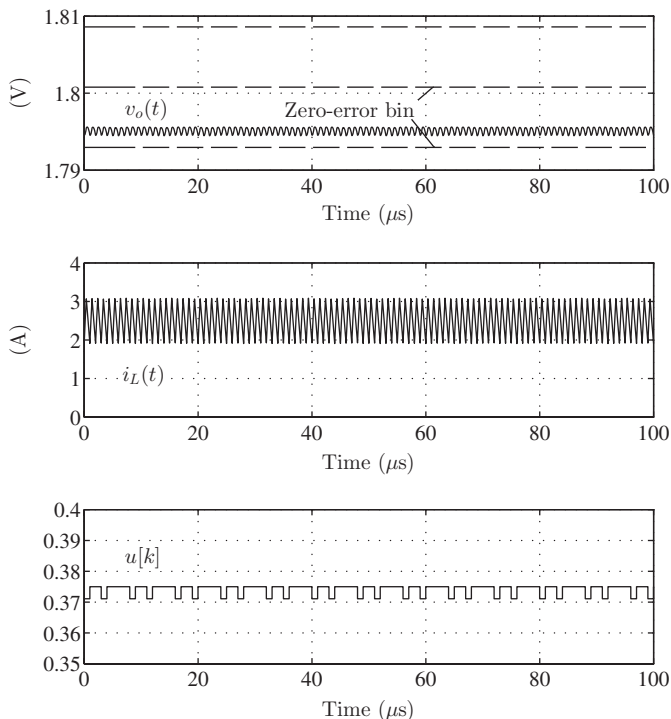 1.81
1.8
1.79
(V)
v_o(t)
Zero-error bin
0 20 40 60 80 100
Time (μs)
4
3
2
1
0
(A)
i_L(t)
0 20 40 60 80 100
Time (μs)
0.4
0.39
0.38
0.37
0.36
0.35
u[k]
0 20 40 60 80 100
Time (μs)